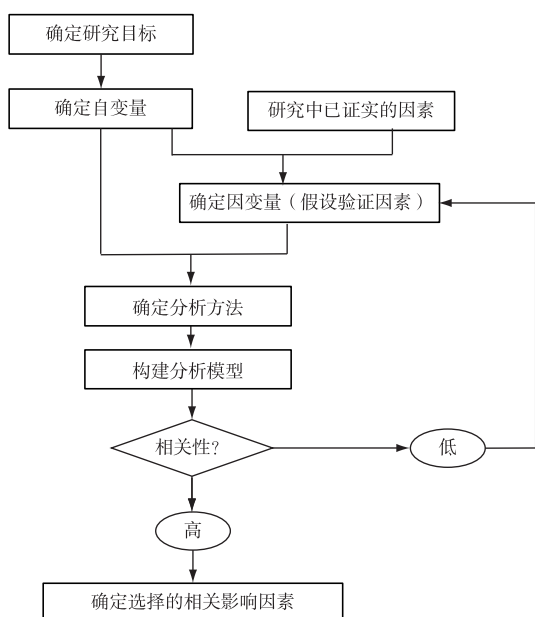 确定研究目标
确定自变量
研究中已证实的因素
确定因变量（假设验证因素）
确定分析方法
构建分析模型
相关性?
低
高
确定选择的相关影响因素